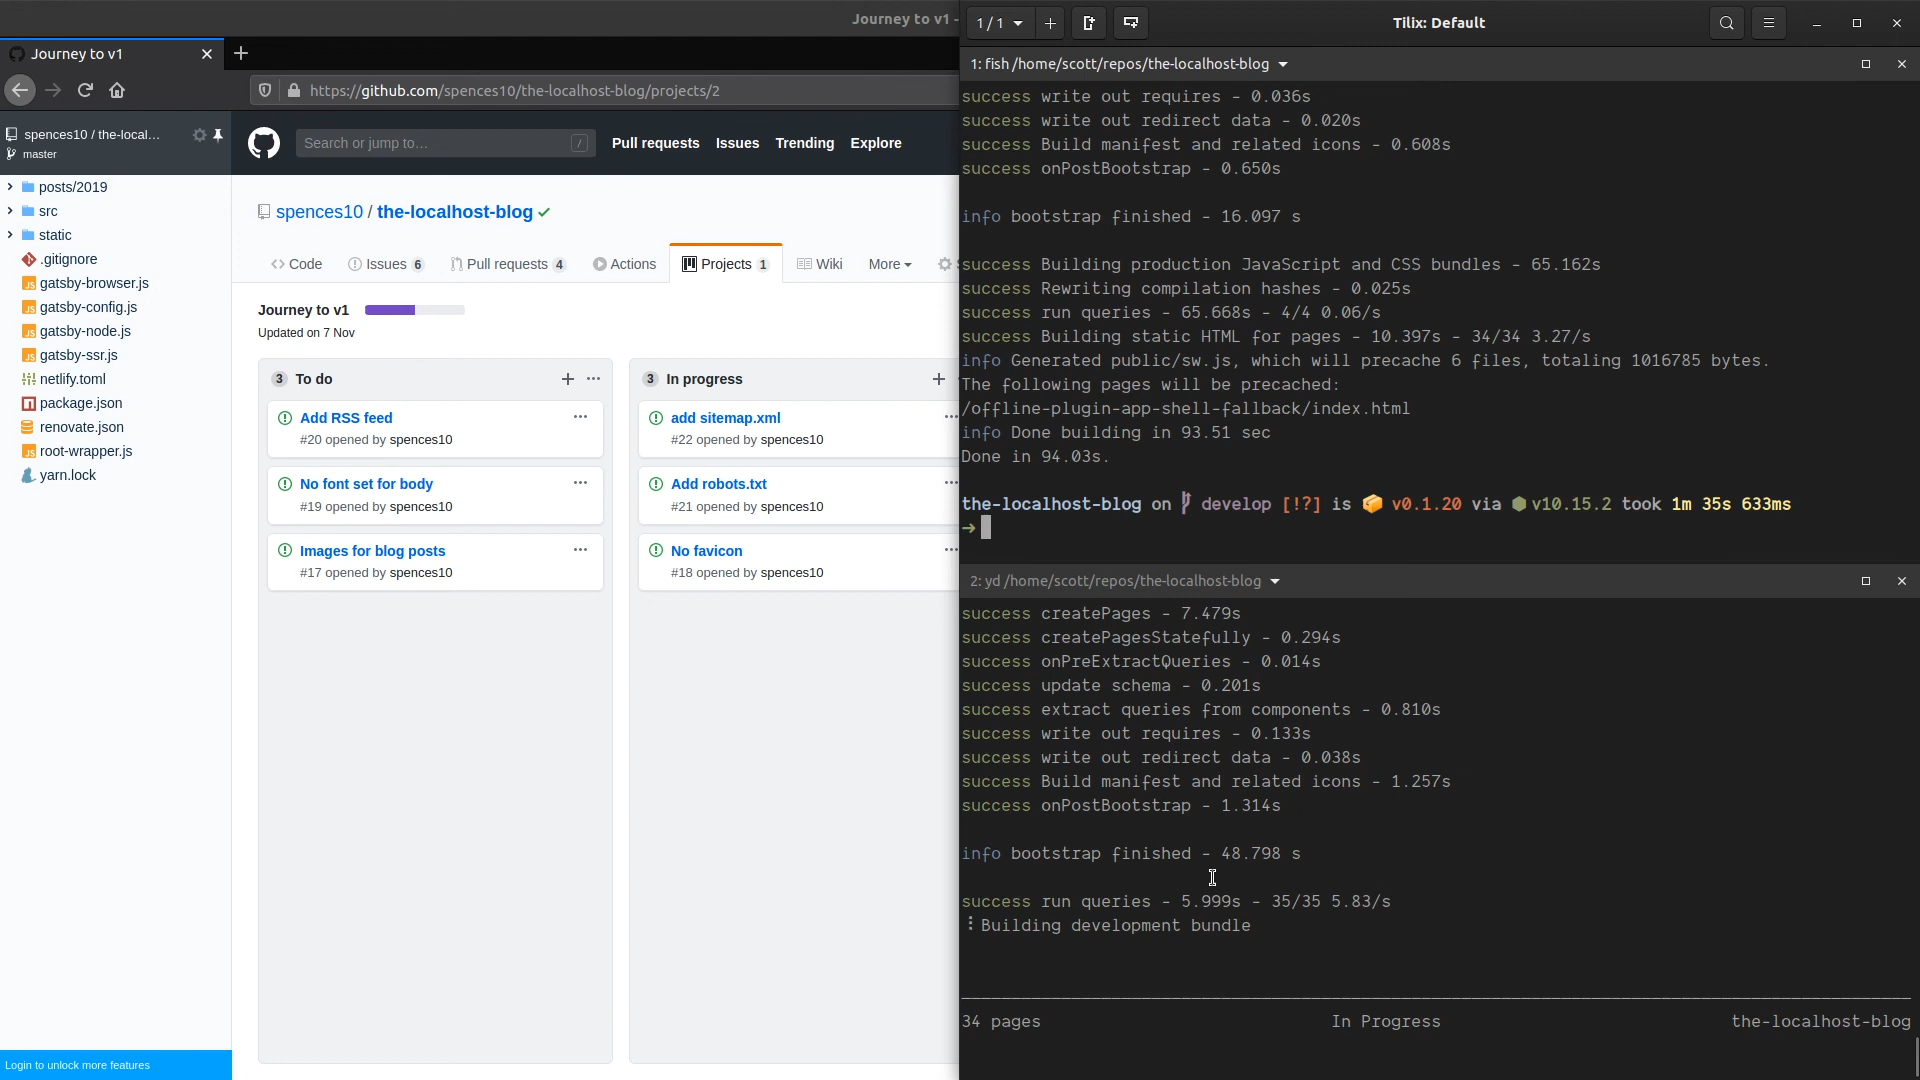 Journey to v1 -
Journey to v1
https://github.com/spences10/the-localhost-blog/projects/2
spences10 / the-local...
master
posts/2019
src
static
.gitignore
gatsby-browser.js
gatsby-config.js
gatsby-node.js
gatsby-ssr.js
netlify.toml
package.json
renovate.json
root-wrapper.js
yarn.lock
Login to unlock more features
Search or jump to… /
Pull requests Issues Trending Explore
spences10 / the-localhost-blog
Code Issues 6 Pull requests 4 Actions Projects 1 Wiki More
Journey to v1
Updated on 7 Nov
3 To do
Add RSS feed
#20 opened by spences10
No font set for body
#19 opened by spences10
Images for blog posts
#17 opened by spences10
3 In progress
add sitemap.xml
#22 opened by spences10
Add robots.txt
#21 opened by spences10
No favicon
#18 opened by spences10
1 / 1 Tilix: Default
1: fish /home/scott/repos/the-localhost-blog
success write out requires - 0.036s
success write out redirect data - 0.020s
success Build manifest and related icons - 0.608s
success onPostBootstrap - 0.650s
info bootstrap finished - 16.097 s
success Building production JavaScript and CSS bundles - 65.162s
success Rewriting compilation hashes - 0.025s
success run queries - 65.668s - 4/4 0.06/s
success Building static HTML for pages - 10.397s - 34/34 3.27/s
info Generated public/sw.js, which will precache 6 files, totaling 1016785 bytes.
The following pages will be precached:
/offline-plugin-app-shell-fallback/index.html
info Done building in 93.51 sec
Done in 94.03s.
the-localhost-blog on develop [!?] is v0.1.20 via v10.15.2 took 1m 35s 633ms
➜
2: yd /home/scott/repos/the-localhost-blog
success createPages - 7.479s
success createPagesStatefully - 0.294s
success onPreExtractQueries - 0.014s
success update schema - 0.201s
success extract queries from components - 0.810s
success write out requires - 0.133s
success write out redirect data - 0.038s
success Build manifest and related icons - 1.257s
success onPostBootstrap - 1.314s
info bootstrap finished - 48.798 s
success run queries - 5.999s - 35/35 5.83/s
Building development bundle
34 pages In Progress the-localhost-blog